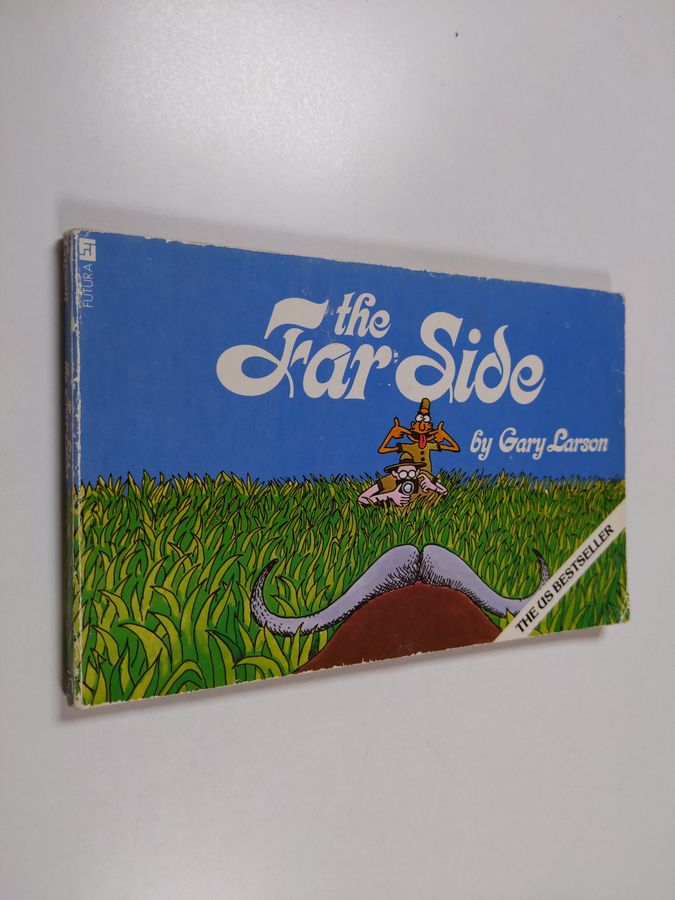 FUTURA
the
Far Side
by Gary Larson
THE US BESTSELLER